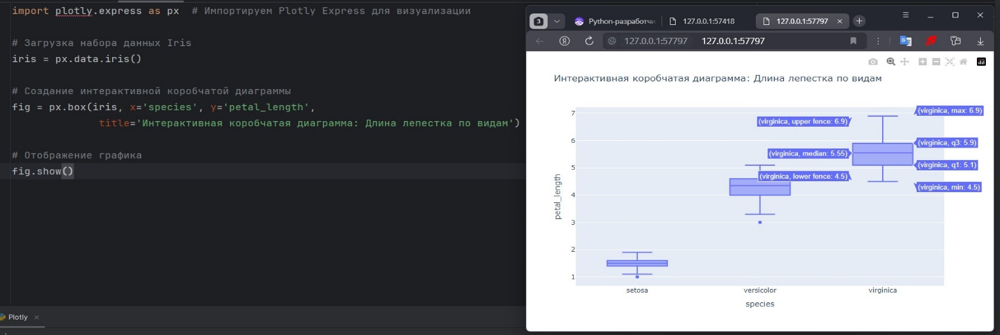 import plotly.express as px  # Импортируем Plotly Express для визуализации
# Загрузка набора данных Iris
iris = px.data.iris()
# Создание интерактивной коробчатой диаграммы
fig = px.box(iris, x='species', y='petal_length',
title='Интерактивная коробчатая диаграмма: Длина лепестка по видам')
# Отображение графика
fig.show()
Plotly
3
Python-разработчи
127.0.0.1:57418
127.0.0.1:57797
127.0.0.1:57797 127.0.0.1:57797
Интерактивная коробчатая диаграмма: Длина лепестка по видам
(virginica, max: 6.9)
(virginica, upper fence: 6.9)
(virginica, q3: 5.9)
(virginica, median: 5.55)
(virginica, q1: 5.1)
(virginica, lower fence: 4.5)
(virginica, min: 4.5)
7
6
5
4
3
2
1
petal_length
setosa versicolor virginica
species